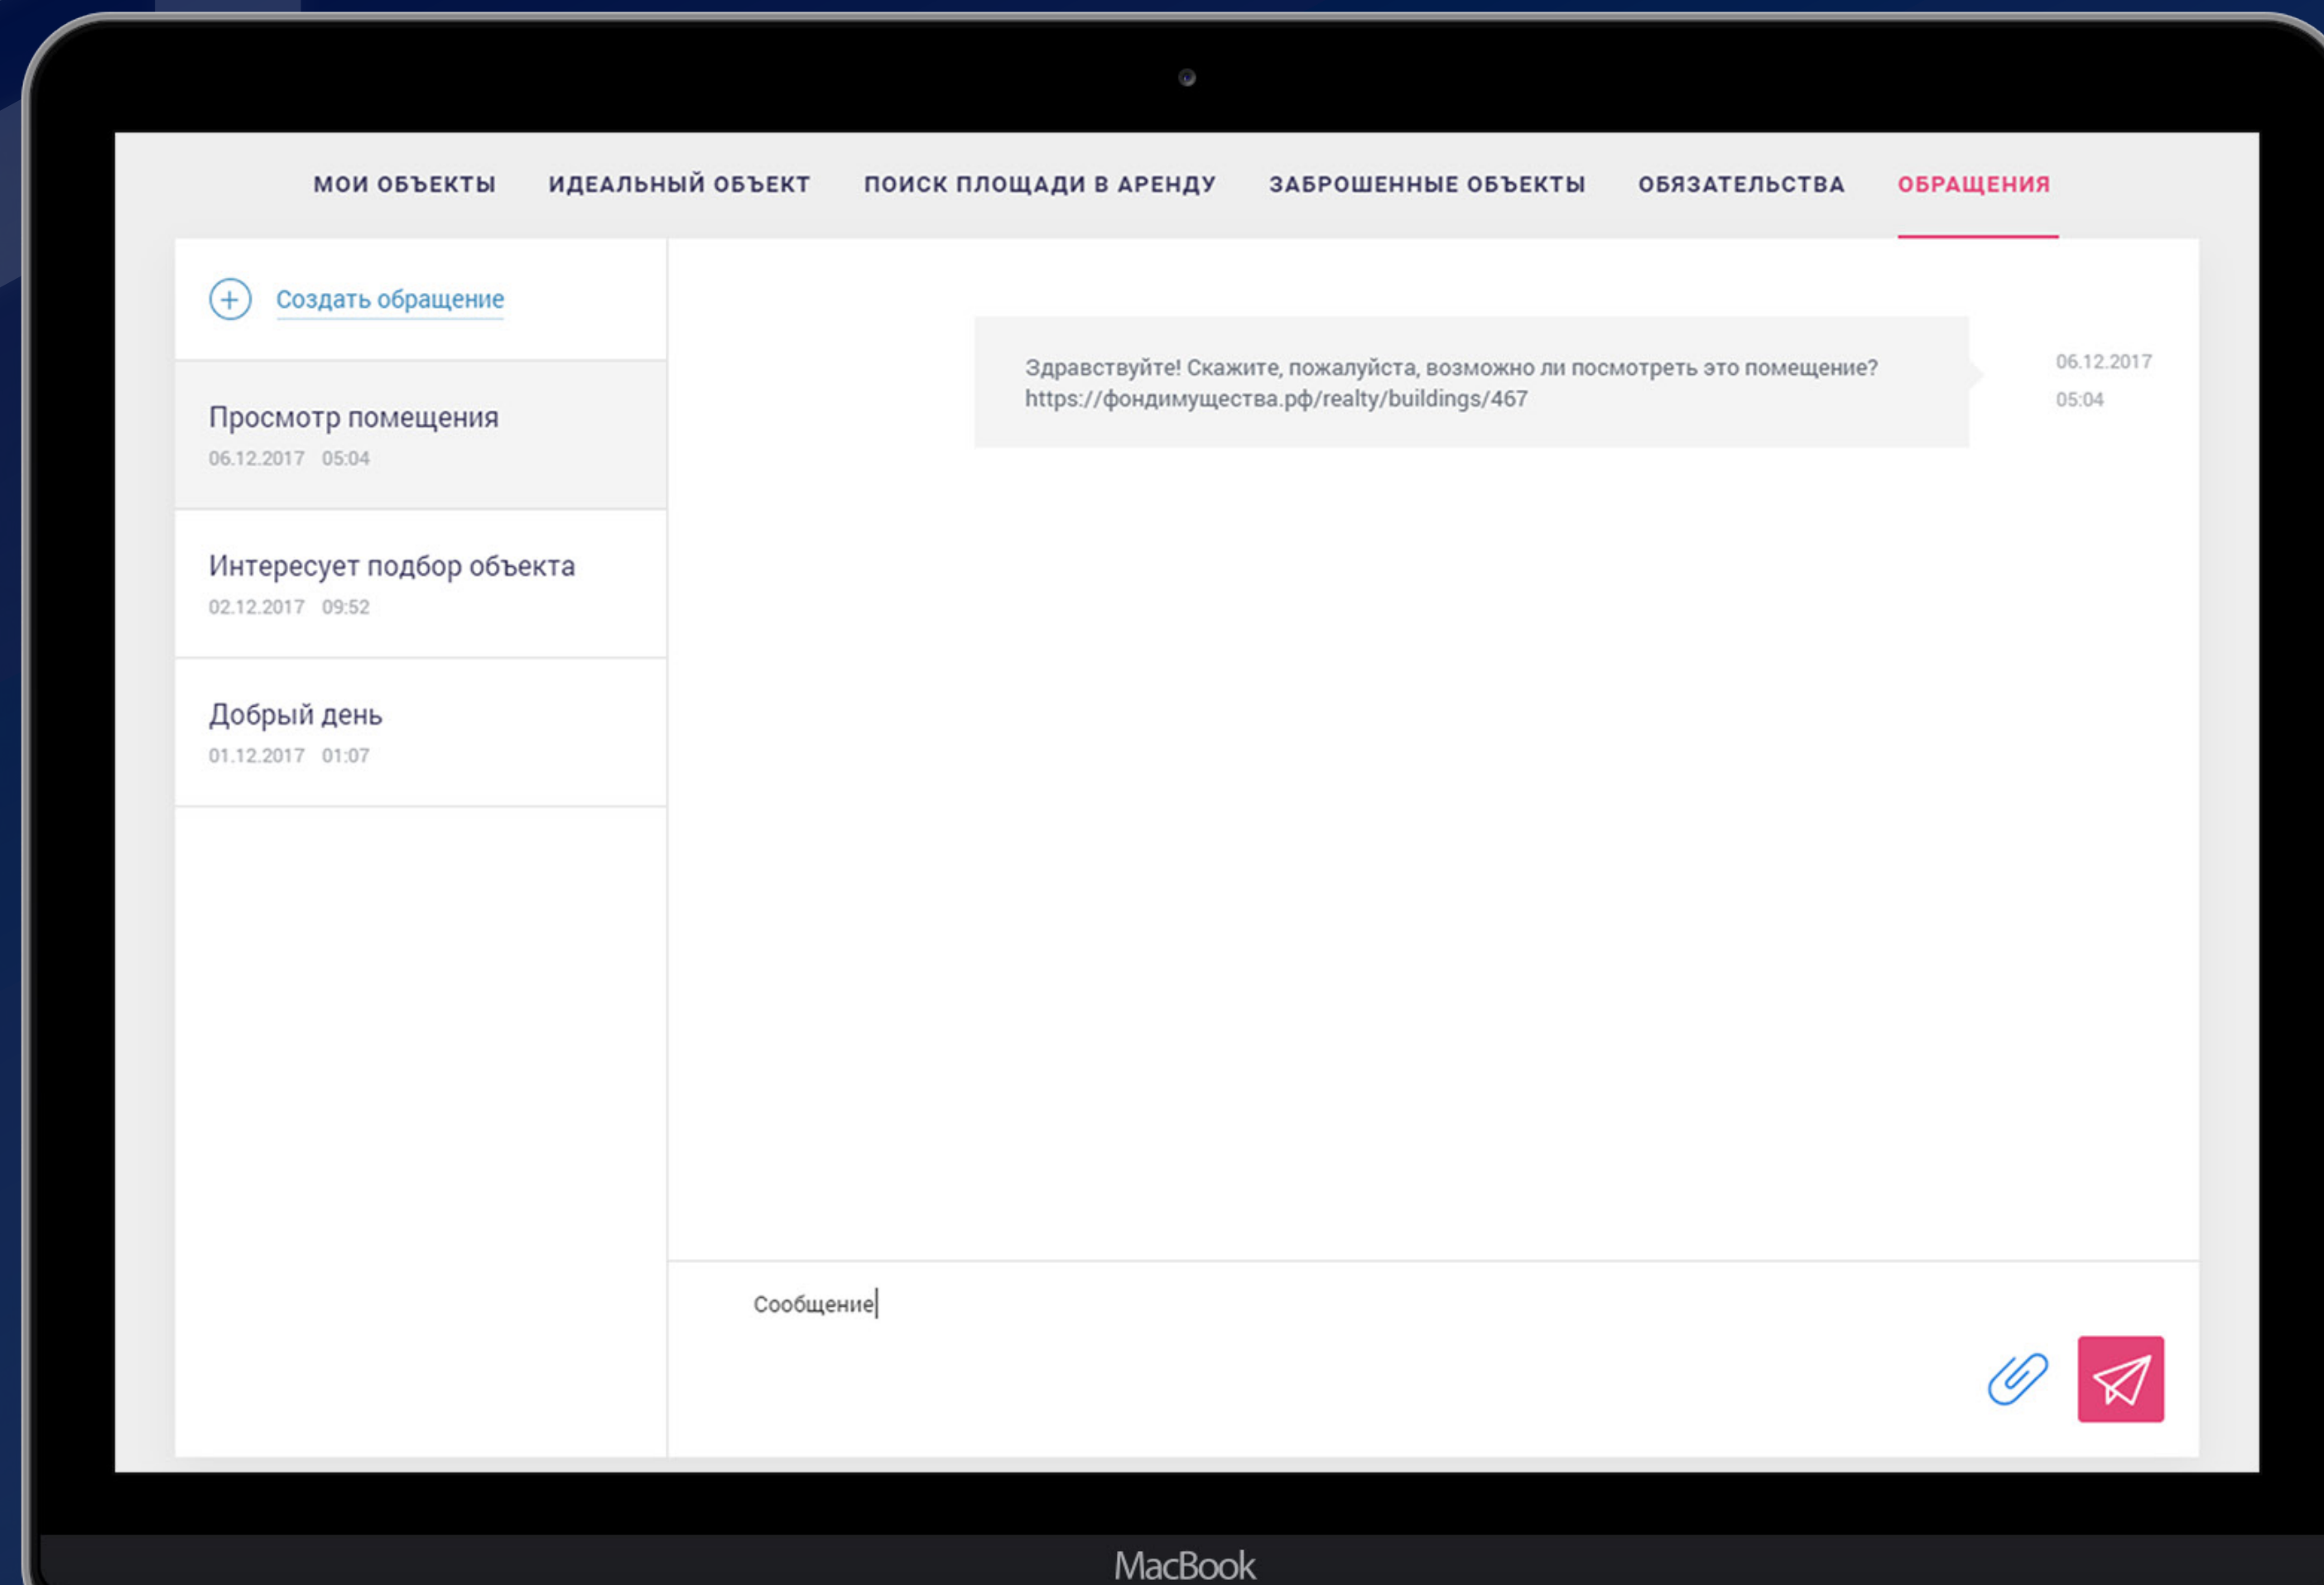 МОИ ОБЪЕКТЫ ИДЕАЛЬНЫЙ ОБЪЕКТ ПОИСК ПЛОЩАДИ В АРЕНДУ ЗАБРОШЕННЫЕ ОБЪЕКТЫ ОБЯЗАТЕЛЬСТВА ОБРАЩЕНИЯ
Создать обращение
Просмотр помещения
06.12.2017 05:04
Интересует подбор объекта
02.12.2017 09:52
Добрый день
01.12.2017 01:07
Здравствуйте! Скажите, пожалуйста, возможно ли посмотреть это помещение?
https://фондимущества.рф/realty/buildings/467
06.12.2017
05:04
Сообщение
MacBook